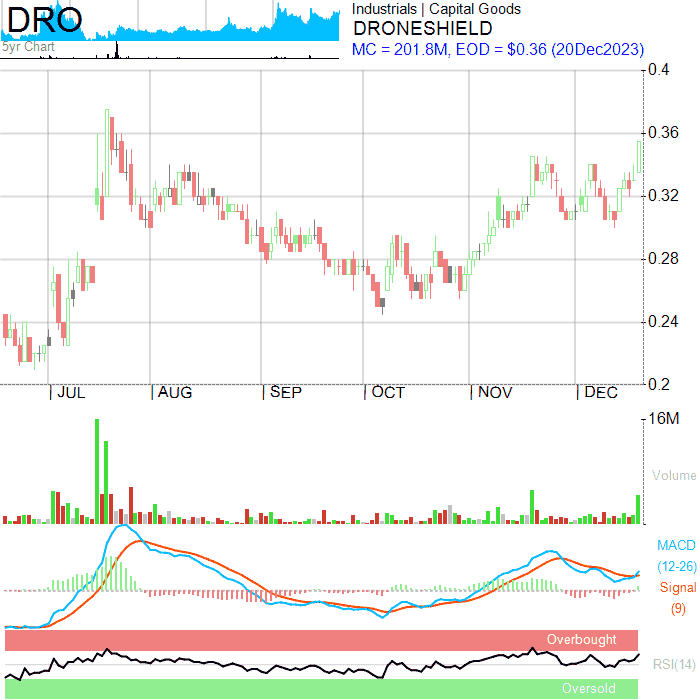 DRO
5yr Chart
Industrials | Capital Goods
DRONESHIELD
MC = 201.8M, EOD = $0.36 (20Dec2023)
0.4
0.36
0.32
0.28
0.24
0.2
JUL AUG SEP OCT NOV DEC
16M
Volume
MACD
(12-26)
Signal
(9)
Overbought
RSI(14)
Oversold